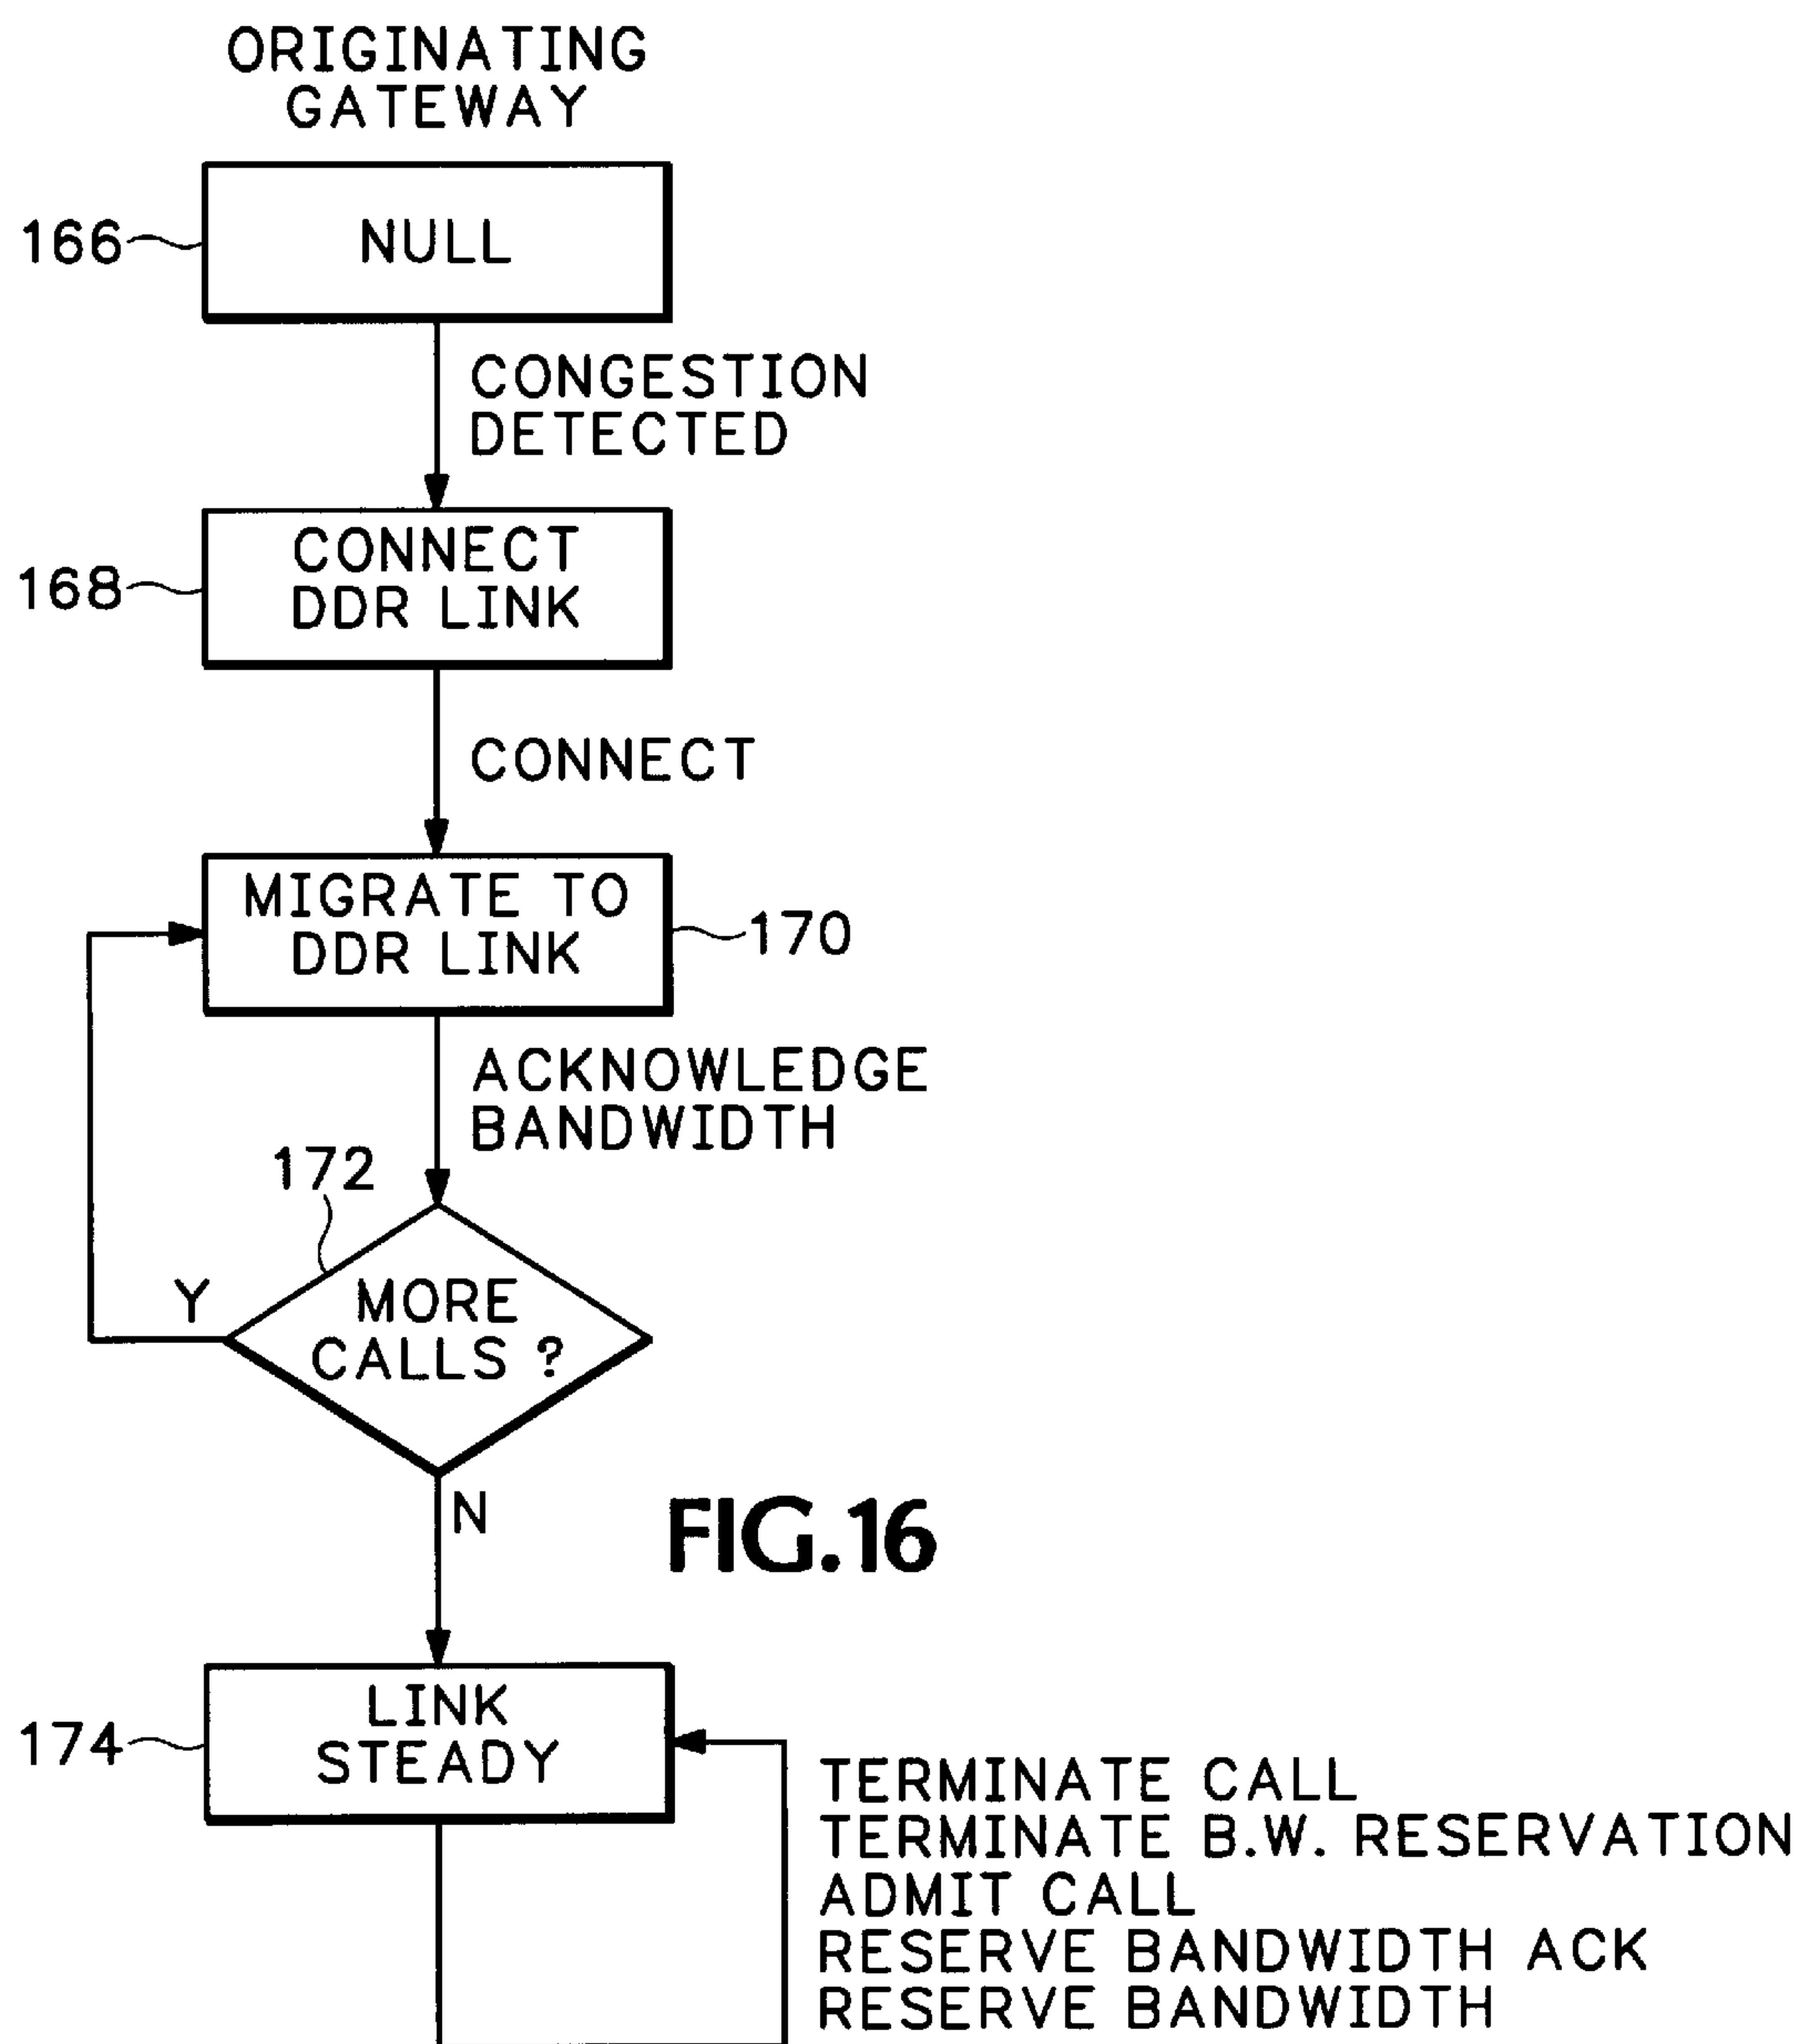 ORIGINATING
GATEWAY
166
NULL
CONGESTION
DETECTED
168
CONNECT
DDR LINK
CONNECT
MIGRATE TO
DDR LINK
170
ACKNOWLEDGE
BANDWIDTH
172
Y
MORE
CALLS ?
N
FIG.16
174
LINK
STEADY
TERMINATE CALL
TERMINATE B.W. RESERVATION
ADMIT CALL
RESERVE BANDWIDTH ACK
RESERVE BANDWIDTH